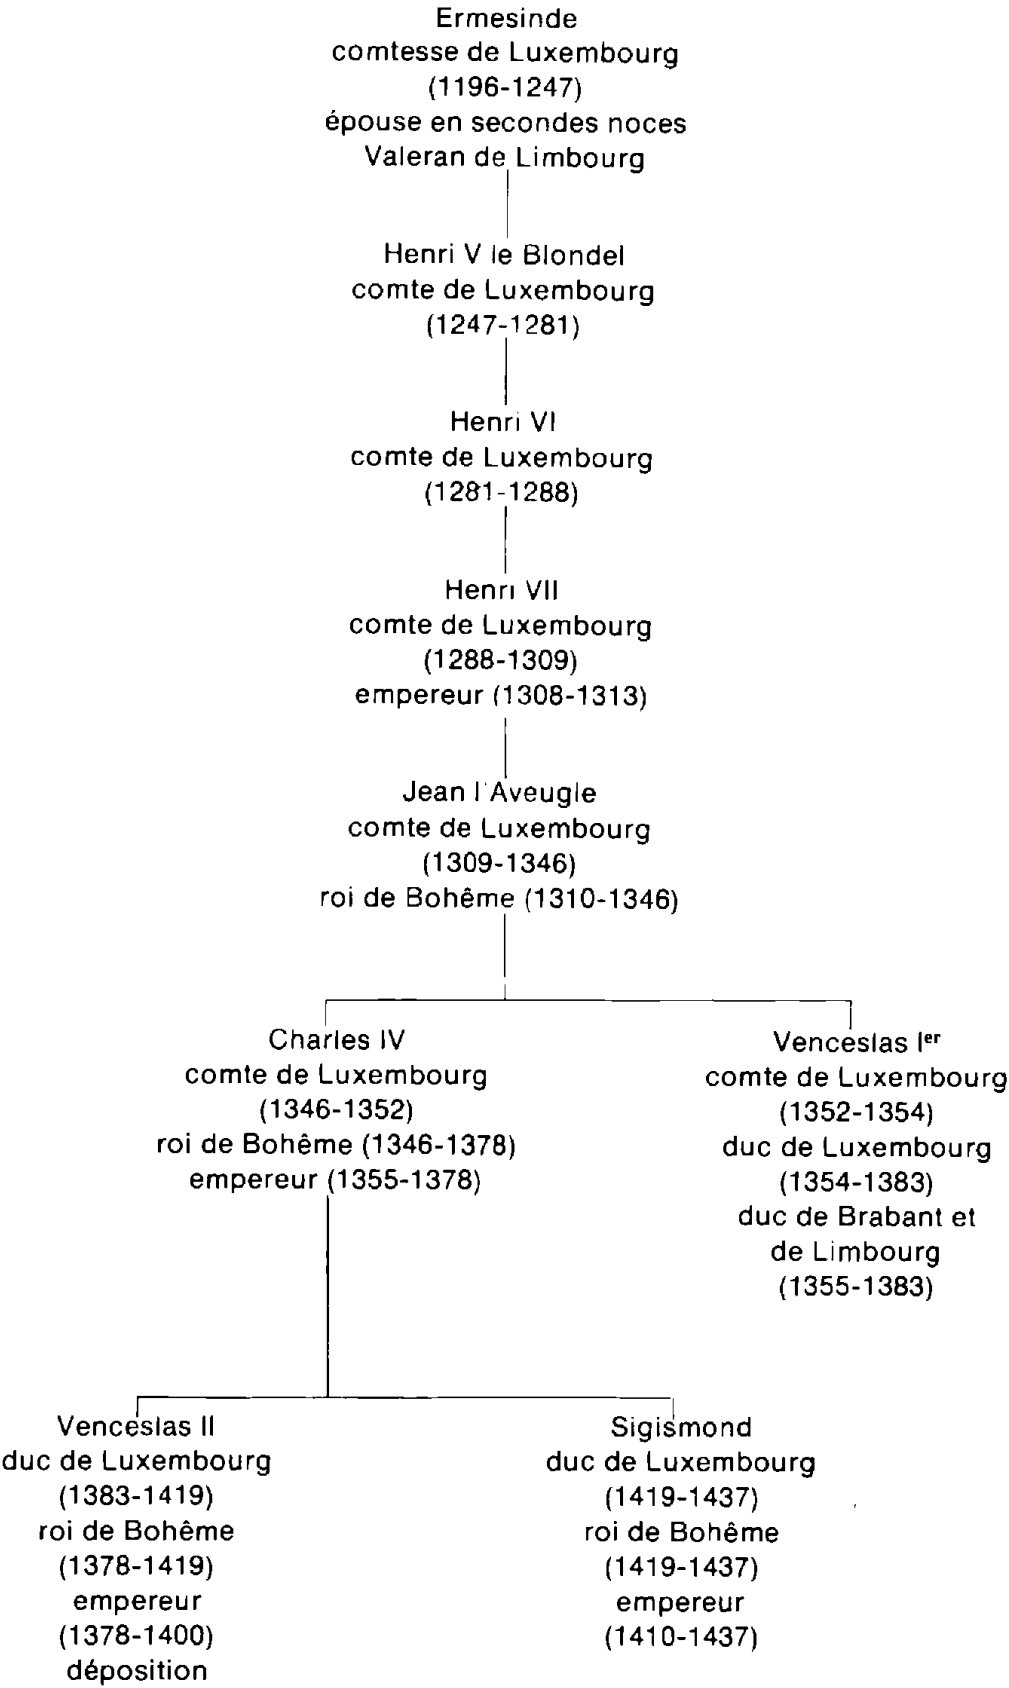 Ermesinde
comtesse de Luxembourg
(1196-1247)
épouse en secondes noces
Valeran de Limbourg
Henri V le Blondel
comte de Luxembourg
(1247-1281)
Henri VI
comte de Luxembourg
(1281-1288)
Henri VII
comte de Luxembourg
(1288-1309)
empereur (1308-1313)
Jean l'Aveugle
comte de Luxembourg
(1309-1346)
roi de Bohême (1310-1346)
Charles IV
comte de Luxembourg
(1346-1352)
roi de Bohême (1346-1378)
empereur (1355-1378)
Venceslas Ier
comte de Luxembourg
(1352-1354)
duc de Luxembourg
(1354-1383)
duc de Brabant et
de Limbourg
(1355-1383)
Venceslas II
duc de Luxembourg
(1383-1419)
roi de Bohême
(1378-1419)
empereur
(1378-1400)
déposition
Sigismond
duc de Luxembourg
(1419-1437)
roi de Bohême
(1419-1437)
empereur
(1410-1437)